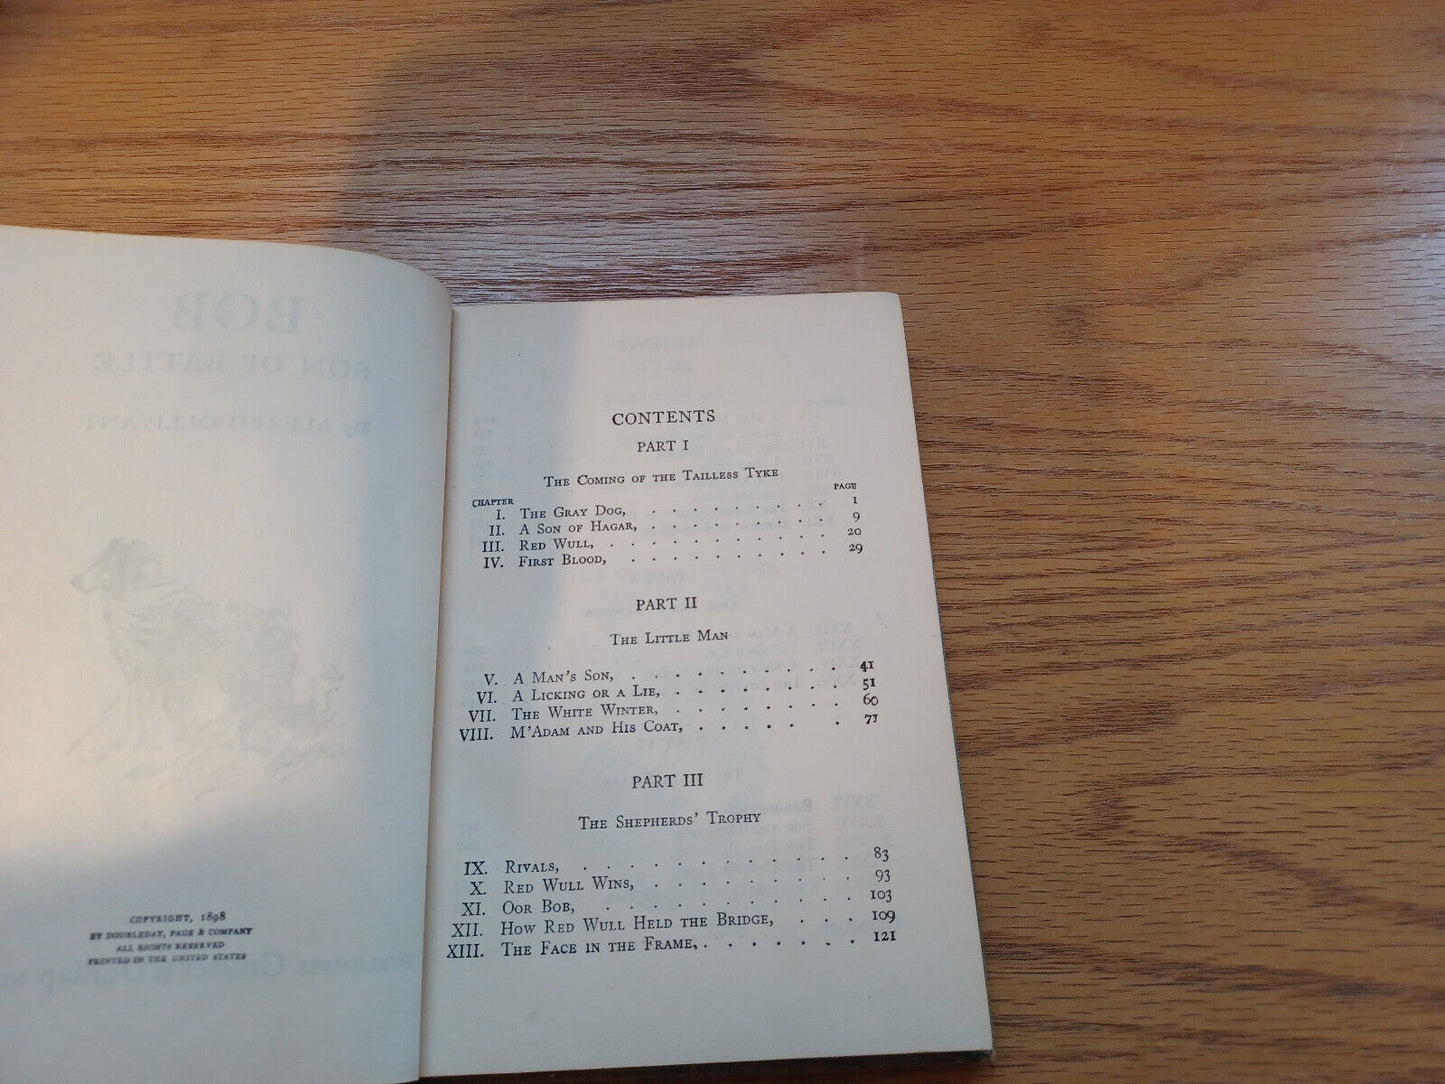 BOB
SON OF BATTLE
By ALFRED OLLIVANT
COPYRIGHT, 1898
BY DOUBLEDAY, PAGE & COMPANY
ALL RIGHTS RESERVED
PRINTED IN THE UNITED STATES
CONTENTS
PART I
THE COMING OF THE TAILLESS TYKE
CHAPTER PAGE
I. THE GRAY DOG, . . . . . . . . . . 1
II. A SON OF HAGAR, . . . . . . . . . 9
III. RED WULL, . . . . . . . . . . . 20
IV. FIRST BLOOD, . . . . . . . . . . 29
PART II
THE LITTLE MAN
V. A MAN'S SON, . . . . . . . . . . 41
VI. A LICKING OR A LIE, . . . . . . . . 51
VII. THE WHITE WINTER, . . . . . . . . 60
VIII. M'ADAM AND HIS COAT, . . . . . . . 77
PART III
THE SHEPHERDS' TROPHY
IX. RIVALS, . . . . . . . . . . . . 83
X. RED WULL WINS, . . . . . . . . . 93
XI. OOR BOB, . . . . . . . . . . . 103
XII. HOW RED WULL HELD THE BRIDGE, . . . 109
XIII. THE FACE IN THE FRAME, . . . . . . . 121